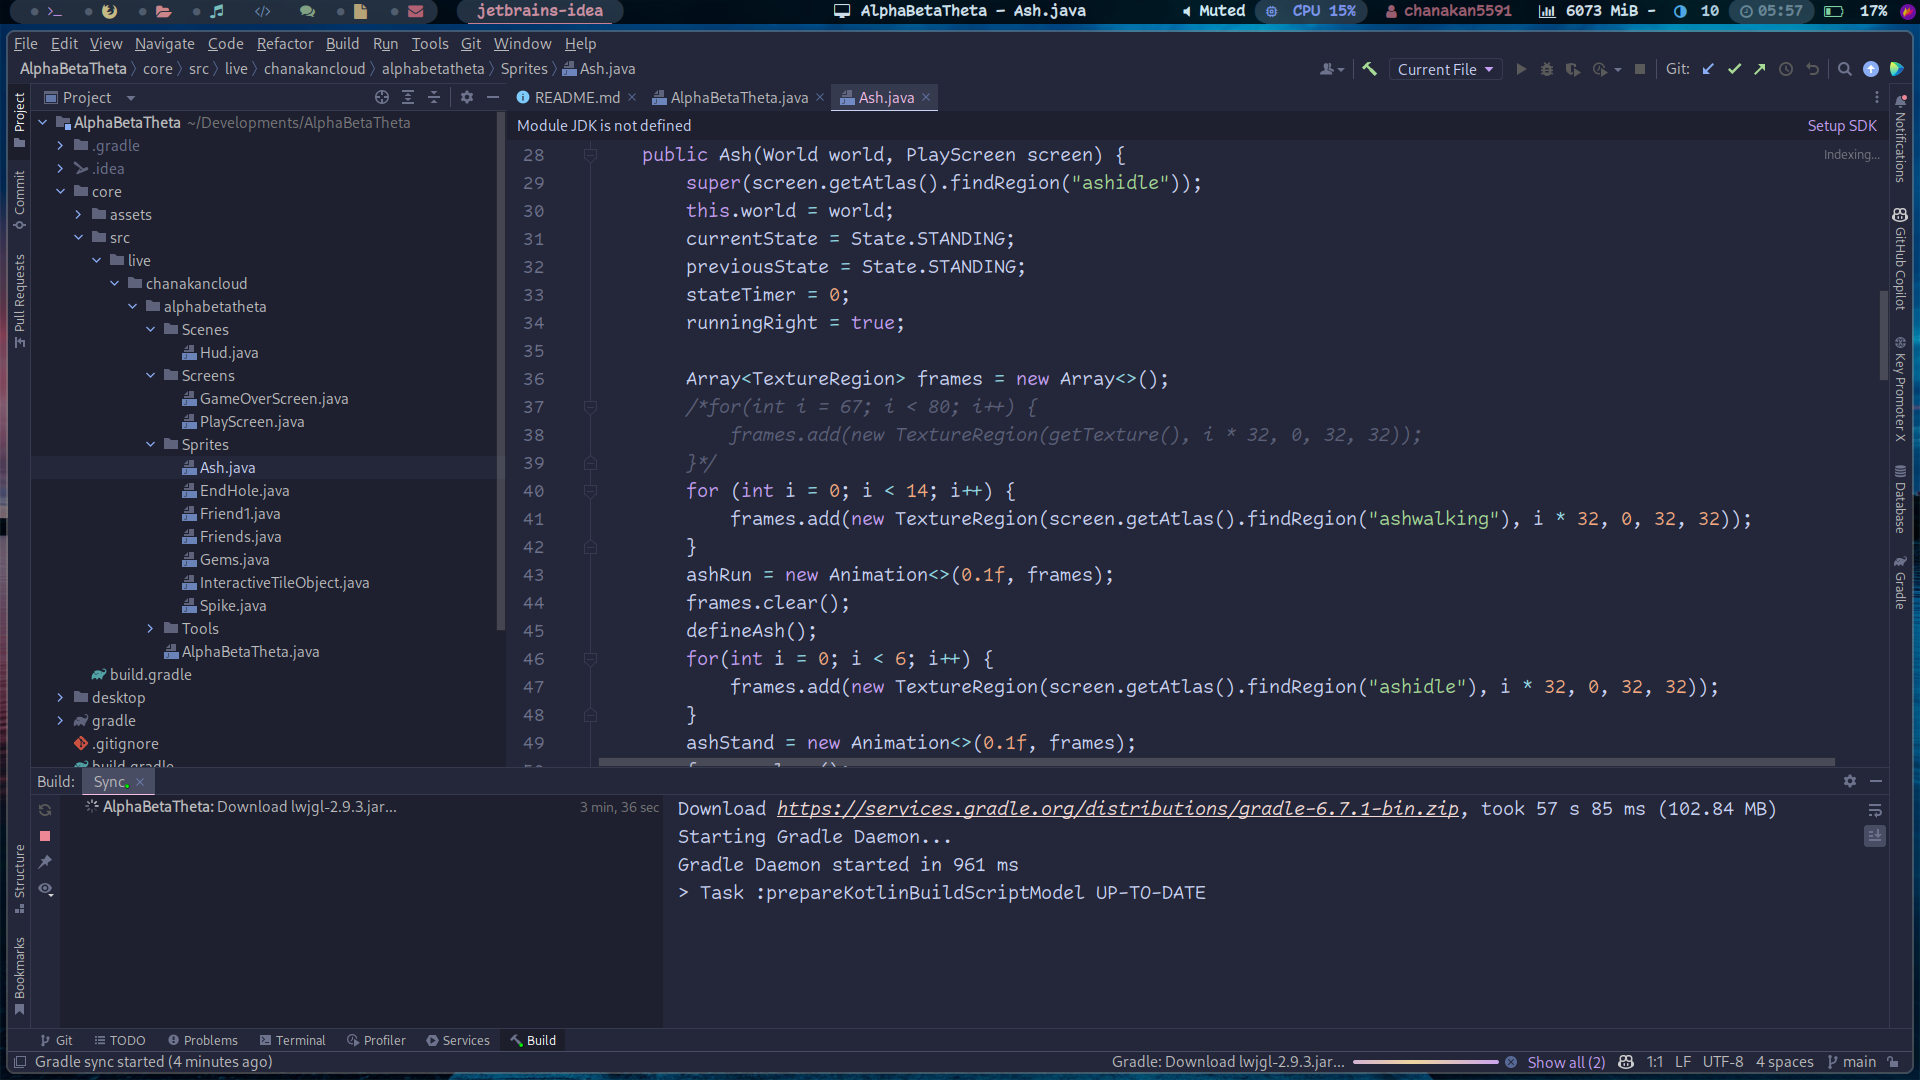 jetbrains-idea
AlphaBetaTheta – Ash.java
Muted
CPU 15%
chanakan5591
6073 MiB -
10
05:57
17%
File Edit View Navigate Code Refactor Build Run Tools Git Window Help
AlphaBetaTheta core src live chanakancloud alphabetatheta Sprites Ash.java
Current File
Git:
Project
README.md
AlphaBetaTheta.java
Ash.java
Module JDK is not defined
Setup SDK
Indexing...
Project
Commit
Pull Requests
Structure
Bookmarks
AlphaBetaTheta ~/Developments/AlphaBetaTheta
.gradle
.idea
core
assets
src
live
chanakancloud
alphabetatheta
Scenes
Hud.java
Screens
GameOverScreen.java
PlayScreen.java
Sprites
Ash.java
EndHole.java
Friend1.java
Friends.java
Gems.java
InteractiveTileObject.java
Spike.java
Tools
AlphaBetaTheta.java
build.gradle
desktop
gradle
.gitignore
build.gradle
28 public Ash(World world, PlayScreen screen) {
29 super(screen.getAtlas().findRegion("ashidle"));
30 this.world = world;
31 currentState = State.STANDING;
32 previousState = State.STANDING;
33 stateTimer = 0;
34 runningRight = true;
35
36 Array<TextureRegion> frames = new Array<>();
37 /*for(int i = 67; i < 80; i++) {
38 frames.add(new TextureRegion(getTexture(), i * 32, 0, 32, 32));
39 }*/
40 for (int i = 0; i < 14; i++) {
41 frames.add(new TextureRegion(screen.getAtlas().findRegion("ashwalking"), i * 32, 0, 32, 32));
42 }
43 ashRun = new Animation<>(0.1f, frames);
44 frames.clear();
45 defineAsh();
46 for(int i = 0; i < 6; i++) {
47 frames.add(new TextureRegion(screen.getAtlas().findRegion("ashidle"), i * 32, 0, 32, 32));
48 }
49 ashStand = new Animation<>(0.1f, frames);
Notifications
GitHub Copilot
Key Promoter X
Database
Gradle
Build: Sync
AlphaBetaTheta: Download lwjgl-2.9.3.jar... 3 min, 36 sec
Download https://services.gradle.org/distributions/gradle-6.7.1-bin.zip, took 57 s 85 ms (102.84 MB)
Starting Gradle Daemon...
Gradle Daemon started in 961 ms
> Task :prepareKotlinBuildScriptModel UP-TO-DATE
Git TODO Problems Terminal Profiler Services Build
Gradle sync started (4 minutes ago)
Gradle: Download lwjgl-2.9.3.jar... Show all (2) 1:1 LF UTF-8 4 spaces main